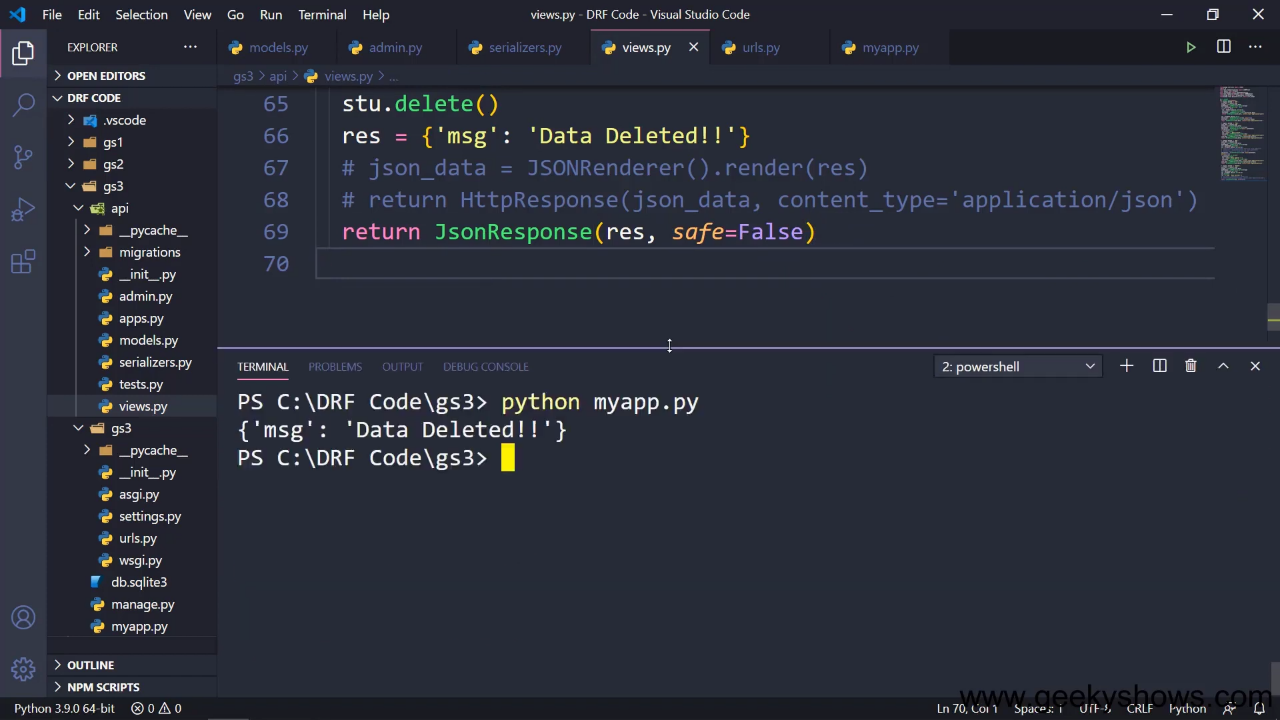 File Edit Selection View Go Run Terminal Help views.py - DRF Code - Visual Studio Code
EXPLORER
models.py admin.py serializers.py views.py urls.py myapp.py
gs3 > api > views.py > ...
OPEN EDITORS
DRF CODE
.vscode
gs1
gs2
gs3
api
__pycache__
migrations
__init__.py
admin.py
apps.py
models.py
serializers.py
tests.py
views.py
gs3
__pycache__
__init__.py
asgi.py
settings.py
urls.py
wsgi.py
db.sqlite3
manage.py
myapp.py
OUTLINE
NPM SCRIPTS
65 stu.delete()
66 res = {'msg': 'Data Deleted!!'}
67 # json_data = JSONRenderer().render(res)
68 # return HttpResponse(json_data, content_type='application/json')
69 return JsonResponse(res, safe=False)
70
TERMINAL PROBLEMS OUTPUT DEBUG CONSOLE 2: powershell
PS C:\DRF Code\gs3> python myapp.py
{'msg': 'Data Deleted!!'}
PS C:\DRF Code\gs3>
www.geekyshows.com
Python 3.9.0 64-bit 0 0 Ln 70, Col 1 Spaces: 1 UTF-8 CRLF Python